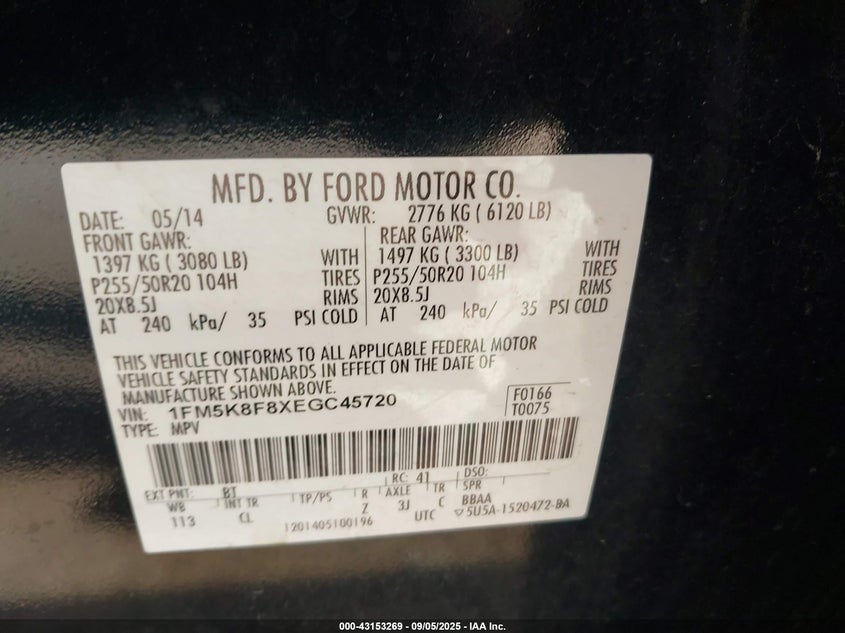 MFD. BY FORD MOTOR CO.
DATE: 05/14 GVWR: 2776 KG ( 6120 LB)
FRONT GAWR: REAR GAWR:
1397 KG ( 3080 LB) WITH 1497 KG ( 3300 LB) WITH
P255/50R20 104H TIRES P255/50R20 104H TIRES
20X8.5J RIMS 20X8.5J RIMS
AT 240 kPa/ 35 PSI COLD AT 240 kPa/ 35 PSI COLD
THIS VEHICLE CONFORMS TO ALL APPLICABLE FEDERAL MOTOR
VEHICLE SAFETY STANDARDS IN EFFECT ON THE DATE OF
MANUFACTURE SHOWN ABOVE.
VIN: 1FM5K8F8XEGC45720 F0166
TYPE: MPV T0075
RC: 41 DSO:
EXT PNT: BT
WB INT TR TP/PS R AXLE TR SPR
113 CL Z 3J C BBAA
1201405100196 UTC ▽5U5A-1520472-BA
000-43153269 - 09/05/2025 - IAA Inc.